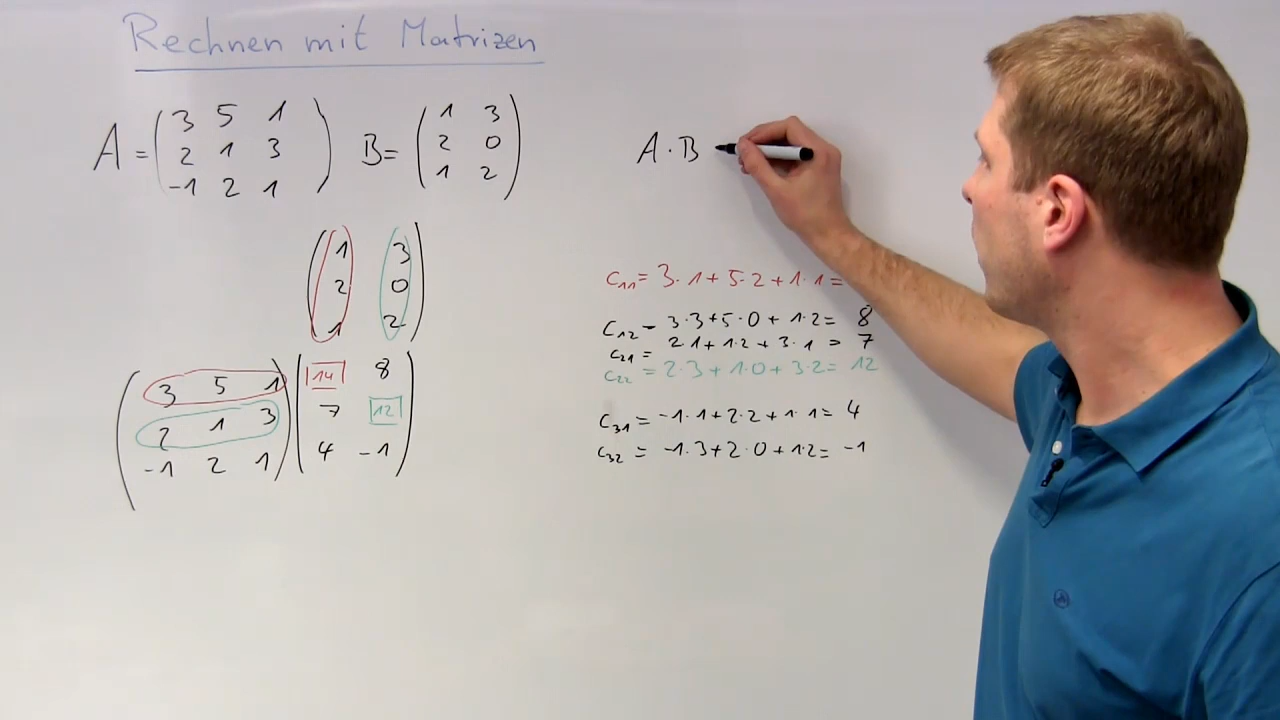 Rechnen mit Matrizen
A = ( 3 5 1 ) B = ( 1 3 ) A · B
2 1 3 2 0
-1 2 1 1 2
1 3
2 0
1 2
3 5 1 14 8
2 1 3 7 12
-1 2 1 4 -1
c₁₁ = 3·1 + 5·2 + 1·1 =
c₁₂ = 3·3 + 5·0 + 1·2 = 8
c₂₁ = 2·1 + 1·2 + 3·1 = 7
c₂₂ = 2·3 + 1·0 + 3·2 = 12
c₃₁ = -1·1 + 2·2 + 1·1 = 4
c₃₂ = -1·3 + 2·0 + 1·2 = -1